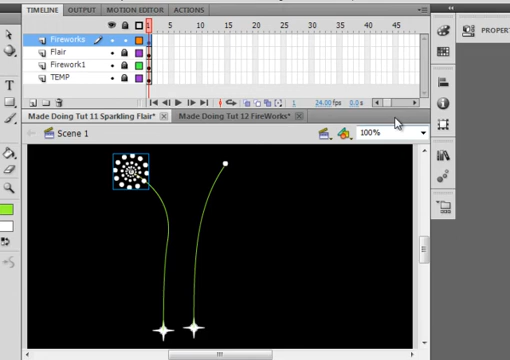 TIMELINE OUTPUT MOTION EDITOR ACTIONS
PROPERT
1 5 10 15 20 25 30 35 40 45
Fireworks
Flair
Firework1
TEMP
1 24.00 fps 0.0 s
Made Doing Tut 11 Sparkling Flair* × Made Doing Tut 12 FireWorks* ×
Scene 1 100%